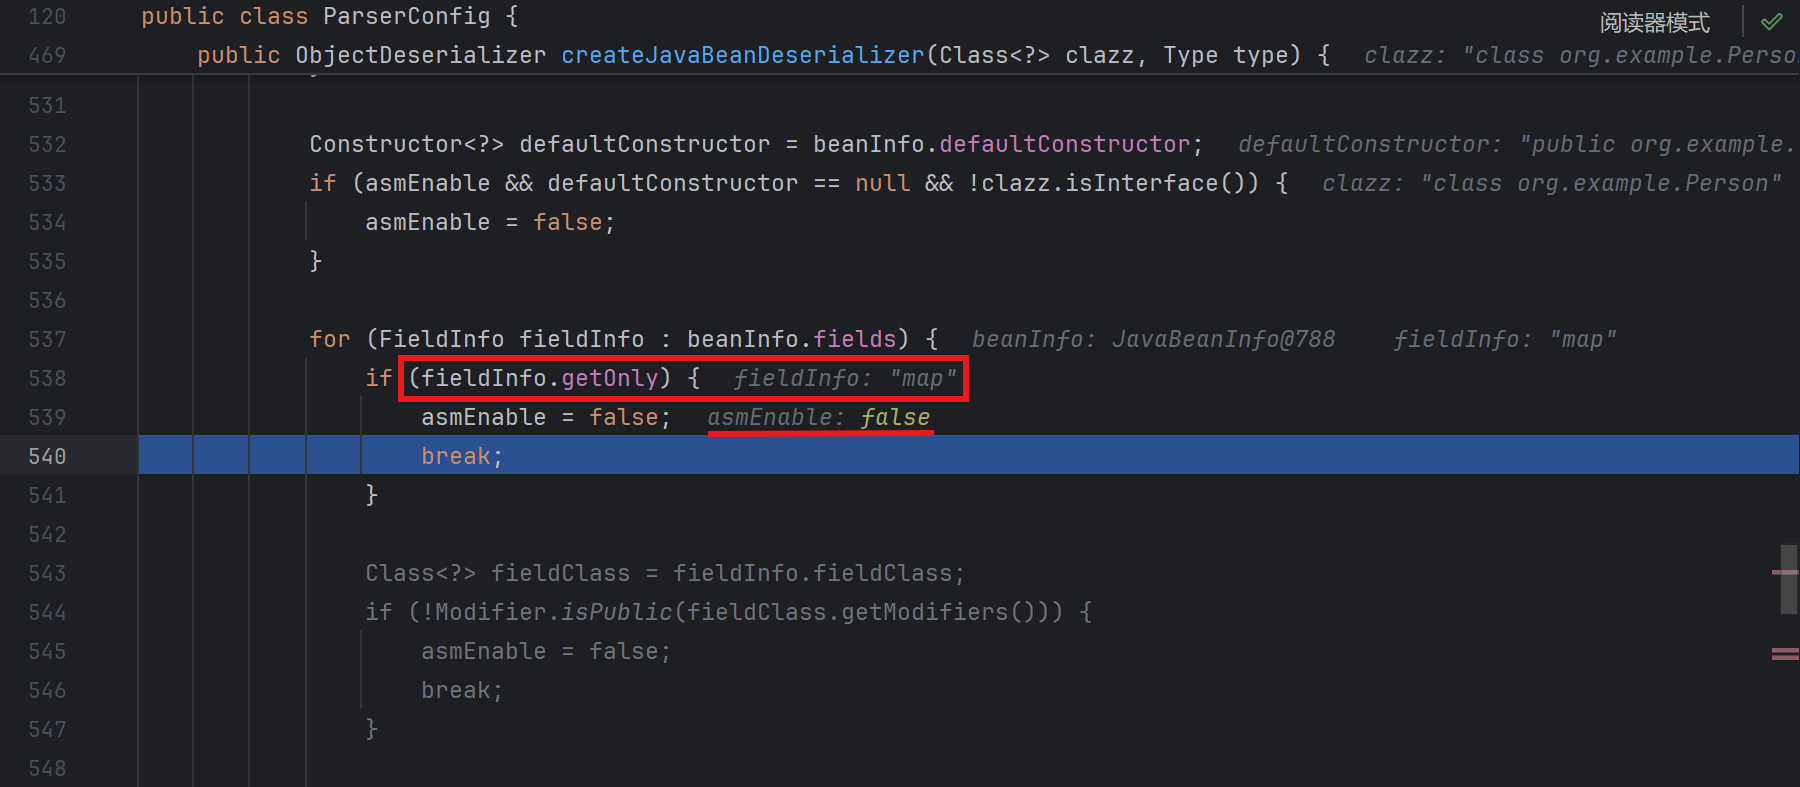 120 public class ParserConfig {
阅读器模式
469 public ObjectDeserializer createJavaBeanDeserializer(Class<?> clazz, Type type) { clazz: "class org.example.Perso
531
532 Constructor<?> defaultConstructor = beanInfo.defaultConstructor; defaultConstructor: "public org.example.
533 if (asmEnable && defaultConstructor == null && !clazz.isInterface()) { clazz: "class org.example.Person"
534 asmEnable = false;
535 }
536
537 for (FieldInfo fieldInfo : beanInfo.fields) { beanInfo: JavaBeanInfo@788 fieldInfo: "map"
538 if (fieldInfo.getOnly) { fieldInfo: "map"
539 asmEnable = false; asmEnable: false
540 break;
541 }
542
543 Class<?> fieldClass = fieldInfo.fieldClass;
544 if (!Modifier.isPublic(fieldClass.getModifiers())) {
545 asmEnable = false;
546 break;
547 }
548